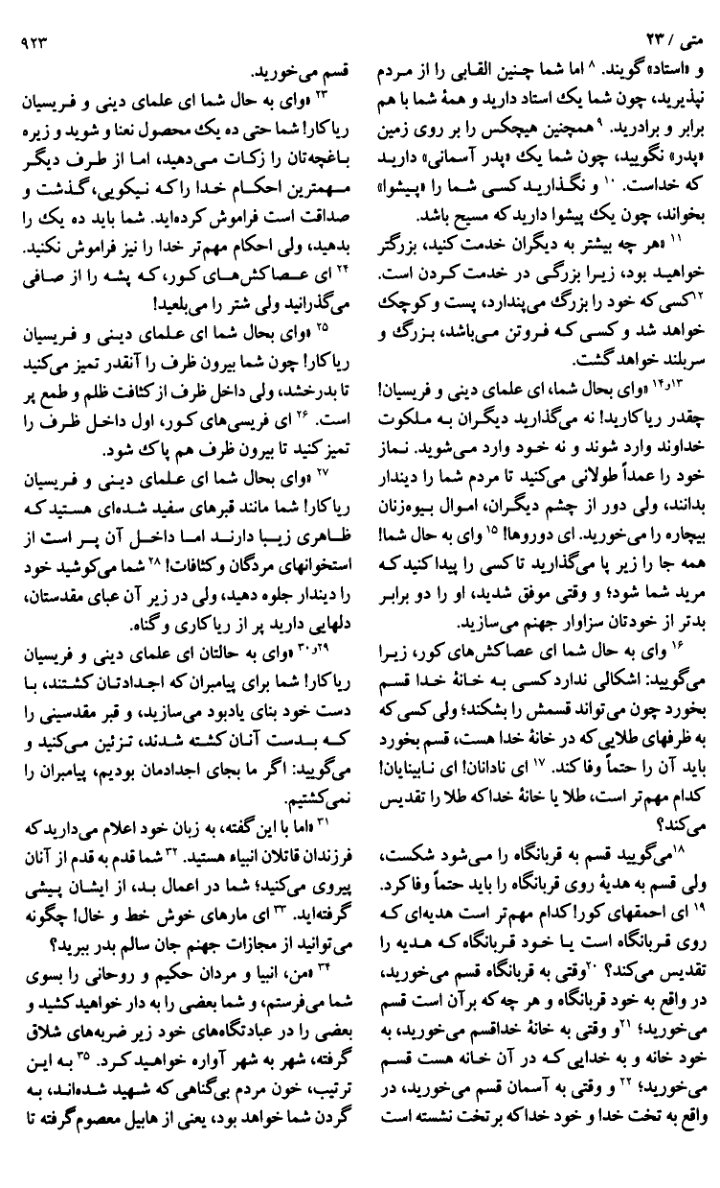 متی / ۲۳
۹۲۳
و «استاد» گویند. ۸ اما شما چنین القابی را از مردم
نپذیرید، چون شما یک استاد دارید و همهٔ شما با هم
برابر و برادرید. ۹ همچنین هیچکس را بر روی زمین
«پدر» نگویید، چون شما یک «پدر آسمانی» دارید
که خداست. ۱۰ و نگذارید کسی شما را «پیشوا»
بخواند، چون یک پیشوا دارید که مسیح باشد.
۱۱ «هر چه بیشتر به دیگران خدمت کنید، بزرگتر
خواهید بود، زیرا بزرگی در خدمت کردن است.
۱۲ کسی که خود را بزرگ می‌پندارد، پست و کوچک
خواهد شد و کسی که فروتن می‌باشد، بزرگ و
سربلند خواهد گشت.
۱۳و۱۴ «وای بحال شما، ای علمای دینی و فریسیان!
چقدر ریاکارید! نه می‌گذارید دیگران به ملکوت
خداوند وارد شوند و نه خود وارد می‌شوید. نماز
خود را عمداً طولانی می‌کنید تا مردم شما را دیندار
بدانند، ولی دور از چشم دیگران، اموال بیوه‌زنان
بیچاره را می‌خورید. ای دوروها! ۱۵ وای به حال شما!
همه جا را زیر پا می‌گذارید تا کسی را پیدا کنید که
مرید شما شود؛ و وقتی موفق شدید، او را دو برابر
بدتر از خودتان سزاوار جهنم می‌سازید.
۱۶ وای به حال شما ای عصاکش‌های کور، زیرا
می‌گویید: اشکالی ندارد کسی به خانهٔ خدا قسم
بخورد چون می‌تواند قسمش را بشکند؛ ولی کسی که
به ظرفهای طلایی که در خانهٔ خدا هست، قسم بخورد
باید آن را حتماً وفا کند. ۱۷ ای نادانان! ای نابینایان!
کدام مهم‌تر است، طلا یا خانهٔ خدا که طلا را تقدیس
می‌کند؟
۱۸ می‌گویید قسم به قربانگاه را می‌شود شکست،
ولی قسم به هدیهٔ روی قربانگاه را باید حتماً وفا کرد.
۱۹ ای احمقهای کور! کدام مهم‌تر است هدیه‌ای که
روی قربانگاه است یا خود قربانگاه که هدیه را
تقدیس می‌کند؟ ۲۰ وقتی به قربانگاه قسم می‌خورید،
در واقع به خود قربانگاه و هر چه که بر آن است قسم
می‌خورید؛ ۲۱ و وقتی به خانهٔ خدا قسم می‌خورید، به
خود خانه و به خدایی که در آن خانه هست قسم
می‌خورید؛ ۲۲ و وقتی به آسمان قسم می‌خورید، در
واقع به تخت خدا و خود خدا که بر تخت نشسته است
قسم می‌خورید.
۲۳ «وای به حال شما ای علمای دینی و فریسیان
ریاکار! شما حتی ده یک محصول نعنا و شوید و زیره
باغچه‌تان را زکات می‌دهید، اما از طرف دیگر
مهمترین احکام خدا را که نیکویی، گذشت و
صداقت است فراموش کرده‌اید. شما باید ده یک را
بدهید، ولی احکام مهم‌تر خدا را نیز فراموش نکنید.
۲۴ ای عصاکش‌های کور، که پشه را از صافی
می‌گذرانید ولی شتر را می‌بلعید!
۲۵ «وای بحال شما ای علمای دینی و فریسیان
ریاکار! چون شما بیرون ظرف را آنقدر تمیز می‌کنید
تا بدرخشد، ولی داخل ظرف از کثافت ظلم و طمع پر
است. ۲۶ ای فریسی‌های کور، اول داخل ظرف را
تمیز کنید تا بیرون ظرف هم پاک شود.
۲۷ «وای بحال شما ای علمای دینی و فریسیان
ریاکار! شما مانند قبرهای سفید شده‌ای هستید که
ظاهری زیبا دارند اما داخل آن پر است از
استخوانهای مردگان و کثافات! ۲۸ شما می‌کوشید خود
را دیندار جلوه دهید، ولی در زیر آن عبای مقدستان،
دلهایی دارید پر از ریاکاری و گناه.
۲۹و۳۰ «وای به حالتان ای علمای دینی و فریسیان
ریاکار! شما برای پیامبران که اجدادتان کشتند، با
دست خود بنای یادبود می‌سازید، و قبر مقدسینی را
که بدست آنان کشته شدند، تزئین می‌کنید و
می‌گویید: اگر ما بجای اجدادمان بودیم، پیامبران را
نمی‌کشتیم.
۳۱ «اما با این گفته، به زبان خود اعلام می‌دارید که
فرزندان قاتلان انبیاء هستید. ۳۲ شما قدم به قدم از آنان
پیروی می‌کنید؛ شما در اعمال بد، از ایشان پیشی
گرفته‌اید. ۳۳ ای مارهای خوش خط و خال! چگونه
می‌توانید از مجازات جهنم جان سالم بدر ببرید؟
۳۴ «من، انبیا و مردان حکیم و روحانی را بسوی
شما می‌فرستم، و شما بعضی را به دار خواهید کشید و
بعضی را در عبادتگاه‌های خود زیر ضربه‌های شلاق
گرفته، شهر به شهر آواره خواهید کرد. ۳۵ به این
ترتیب، خون مردم بی‌گناهی که شهید شده‌اند، به
گردن شما خواهد بود، یعنی از هابیل معصوم گرفته تا